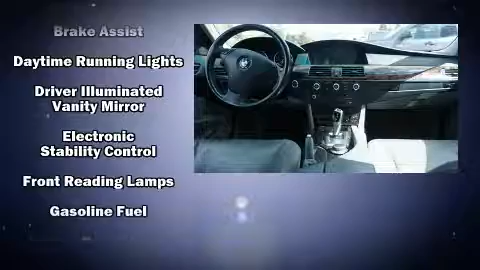 Brake Assist
Daytime Running Lights
Driver Illuminated
Vanity Mirror
Electronic
Stability Control
Front Reading Lamps
Gasoline Fuel